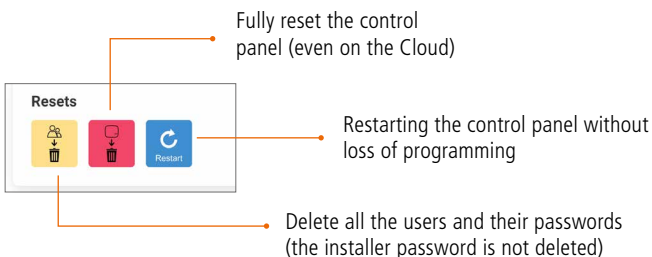 Fully reset the control
panel (even on the Cloud)
Resets
Restart
Restarting the control panel without
loss of programming
Delete all the users and their passwords
(the installer password is not deleted)